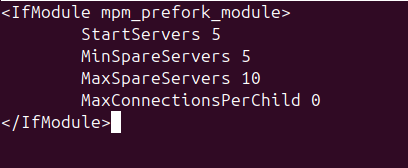 <IfModule mpm_prefork_module>
        StartServers 5
        MinSpareServers 5
        MaxSpareServers 10
        MaxConnectionsPerChild 0
</IfModule>